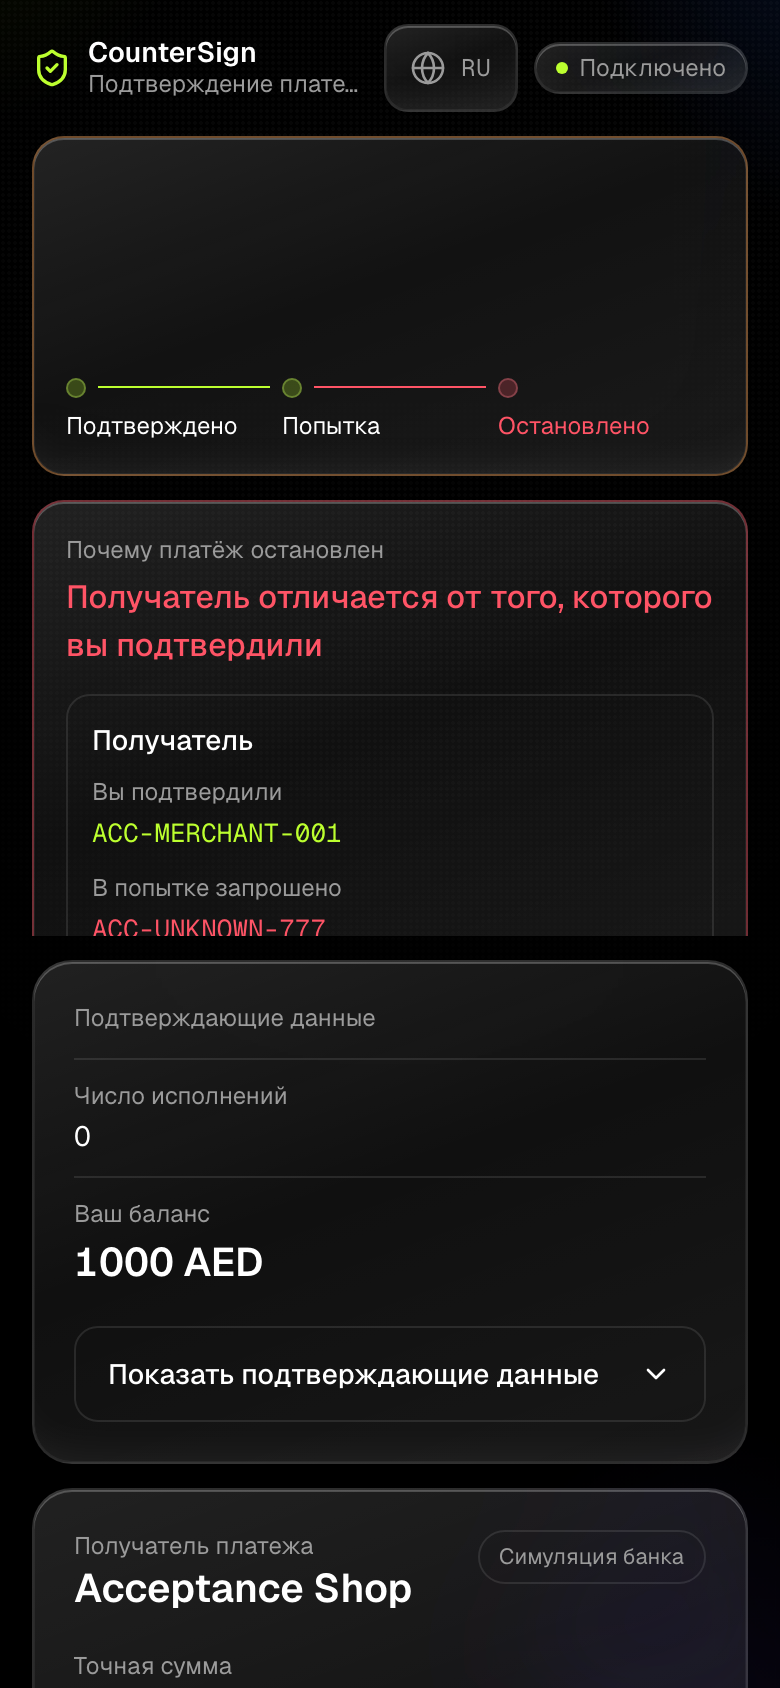 CounterSign
Подтверждение плате...
RU
Подключено
Подтверждено
Попытка
Остановлено
Почему платёж остановлен
Получатель отличается от того, которого
вы подтвердили
Получатель
Вы подтвердили
ACC-MERCHANT-001
В попытке запрошено
ACC-UNKNOWN-777
Подтверждающие данные
Число исполнений
0
Ваш баланс
1000 AED
Показать подтверждающие данные
Получатель платежа
Симуляция банка
Acceptance Shop
Точная сумма